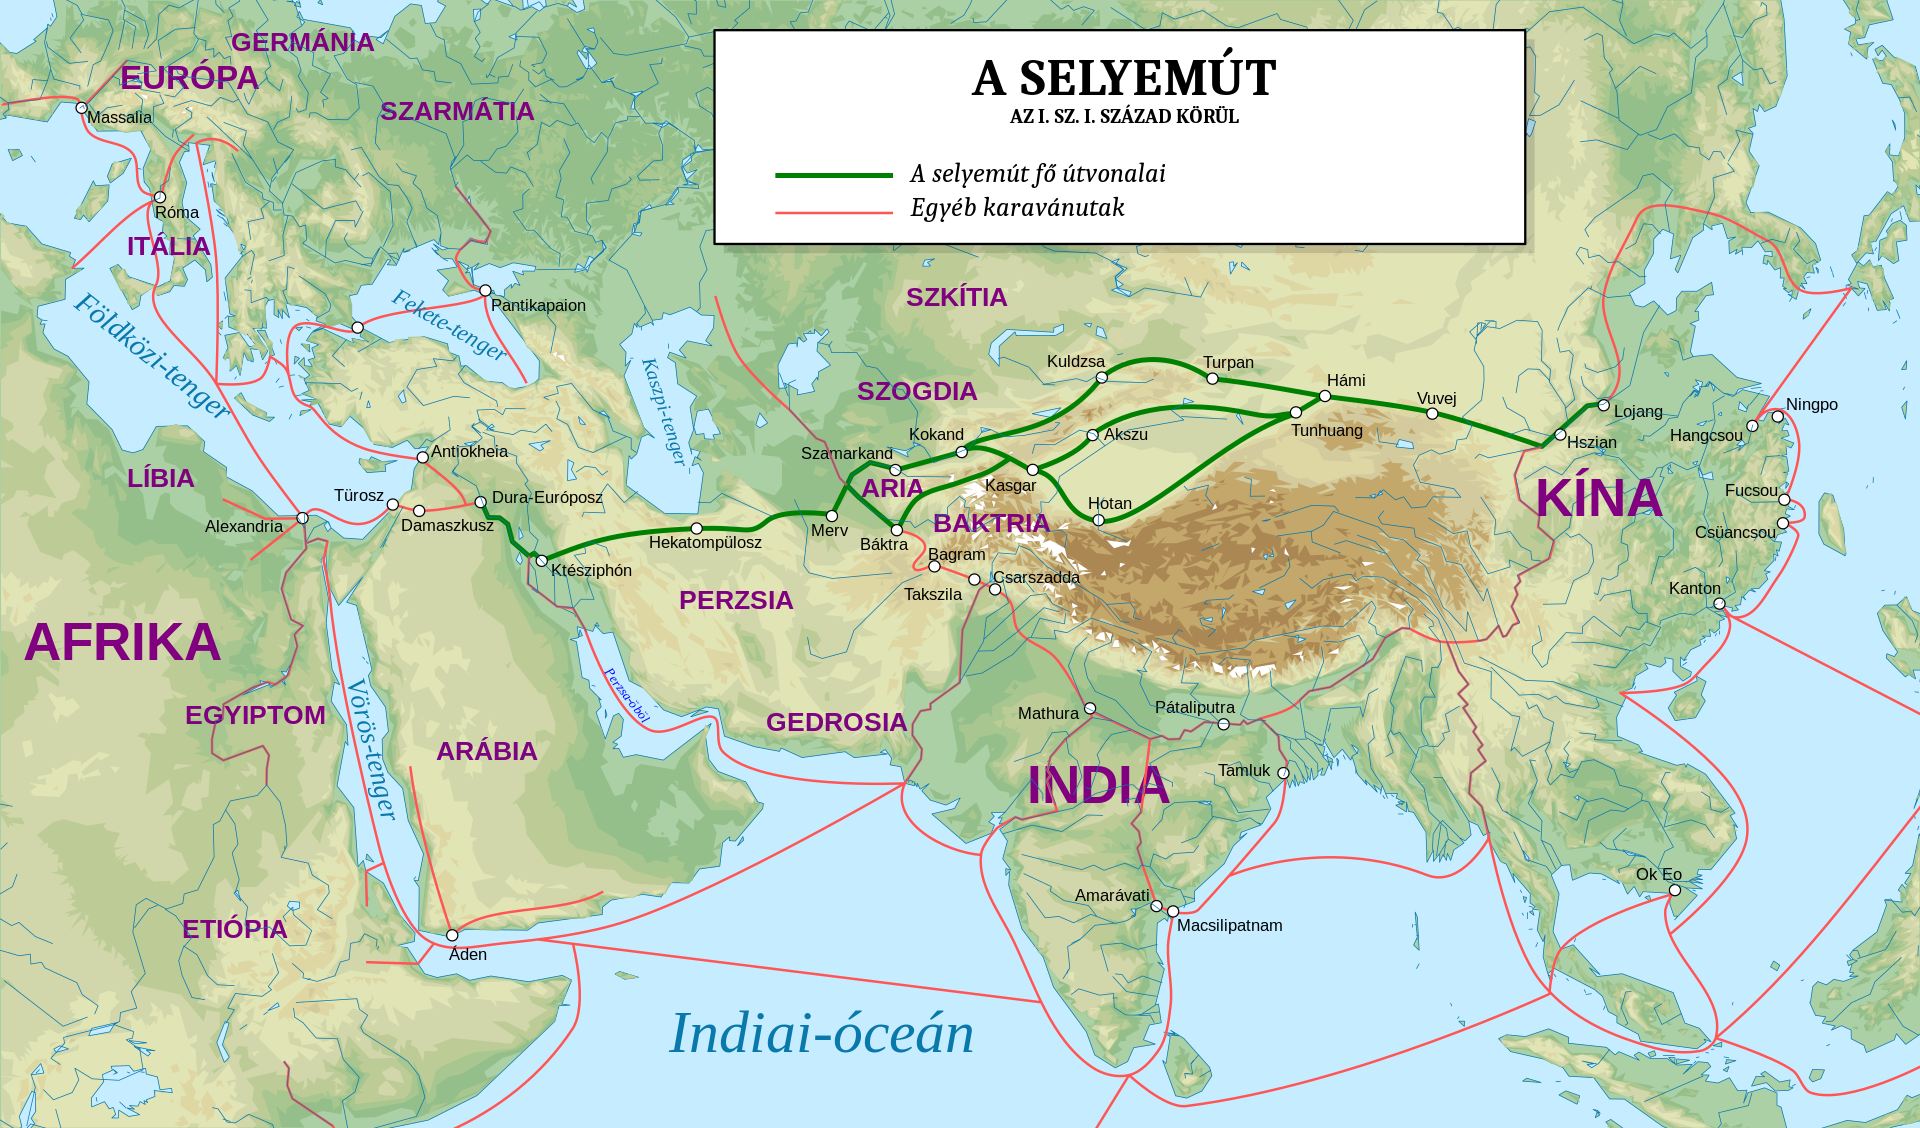 A SELYEMÚT
AZ I. SZ. I. SZÁZAD KÖRÜL
A selyemút fő útvonalai
Egyéb karavánutak
GERMÁNIA
EURÓPA
SZARMÁTIA
Massalia
Róma
ITÁLIA
Földközi-tenger
Fekete-tenger
Pantikapaion
Kaszpi-tenger
SZKÍTIA
SZOGDIA
Kuldzsa
Turpan
Hámi
Vuvej
Lojang
Ningpo
Hangcsou
Hszian
Tunhuang
Akszu
Kokand
Szamarkand
Kasgar
ARIA
Hotan
BAKTRIA
Merv
Báktra
Bagram
Csarszadda
Takszila
KÍNA
Fucsou
Csüancsou
Kanton
LÍBIA
Antiokheia
Türosz
Dura-Európosz
Damaszkusz
Alexandria
Hekatompülosz
Ktésziphón
PERZSIA
AFRIKA
Perzsa-öböl
Vörös-tenger
EGYIPTOM
ARÁBIA
GEDROSIA
Mathura
Pátaliputra
Tamluk
INDIA
Ok Eo
Amarávati
Macsilipatnam
ETIÓPIA
Áden
Indiai-óceán